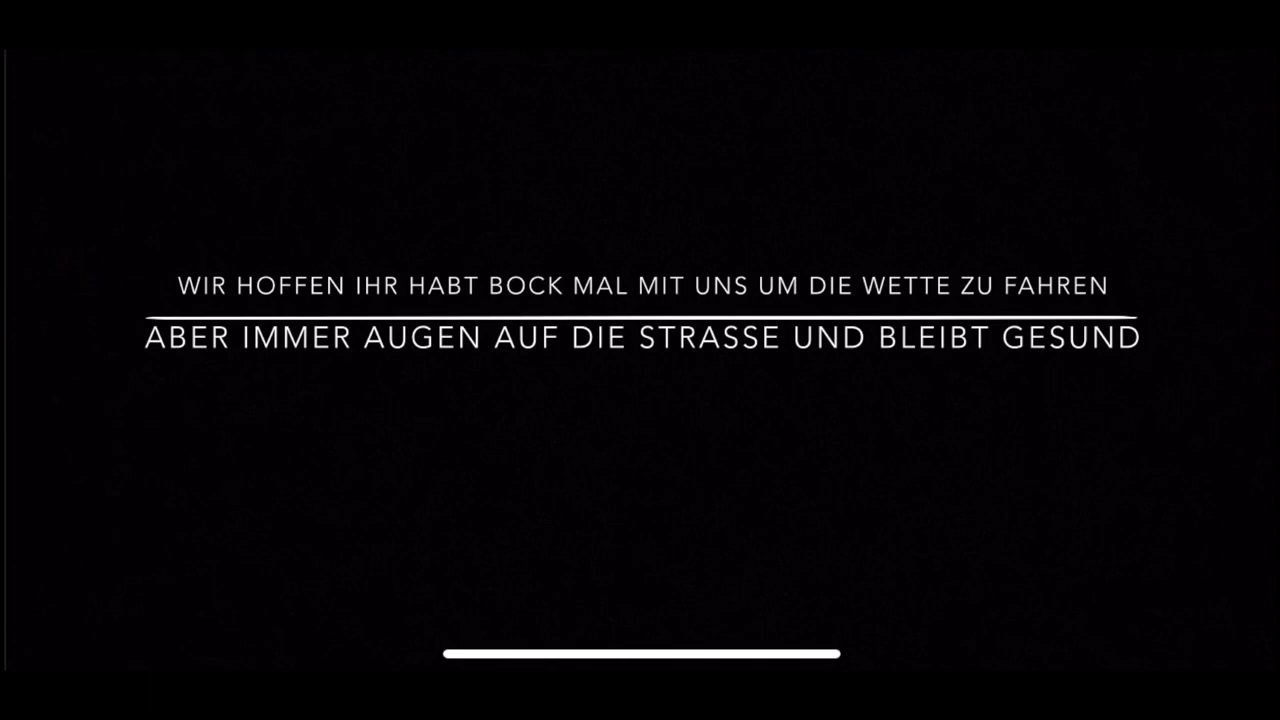 WIR HOFFEN IHR HABT BOCK MAL MIT UNS UM DIE WETTE ZU FAHREN
ABER IMMER AUGEN AUF DIE STRASSE UND BLEIBT GESUND